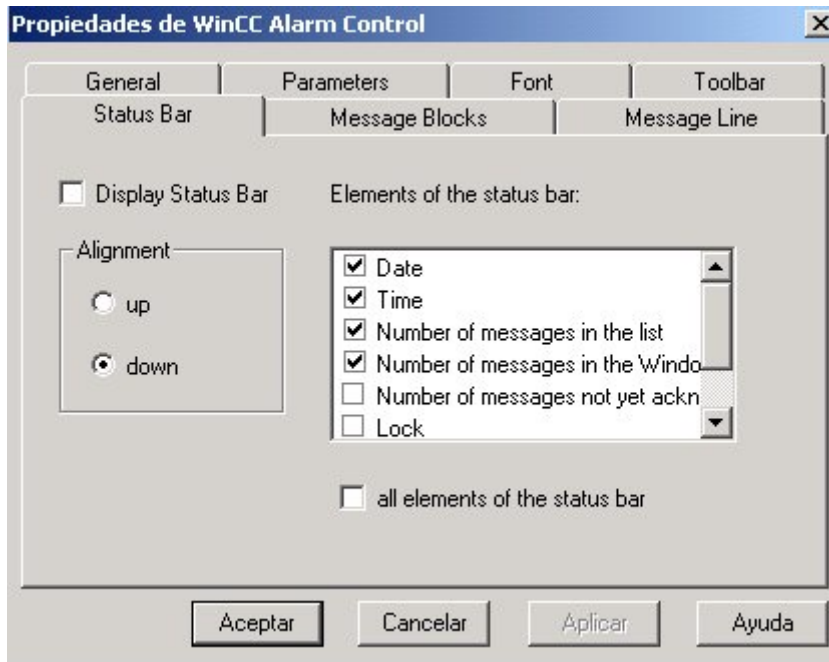 Propiedades de WinCC Alarm Control
General Parameters Font Toolbar
Status Bar Message Blocks Message Line
Display Status Bar Elements of the status bar:
Alignment
up
down
Date
Time
Number of messages in the list
Number of messages in the Windo
Number of messages not yet ackn
Lock
all elements of the status bar
Aceptar Cancelar Aplicar Ayuda